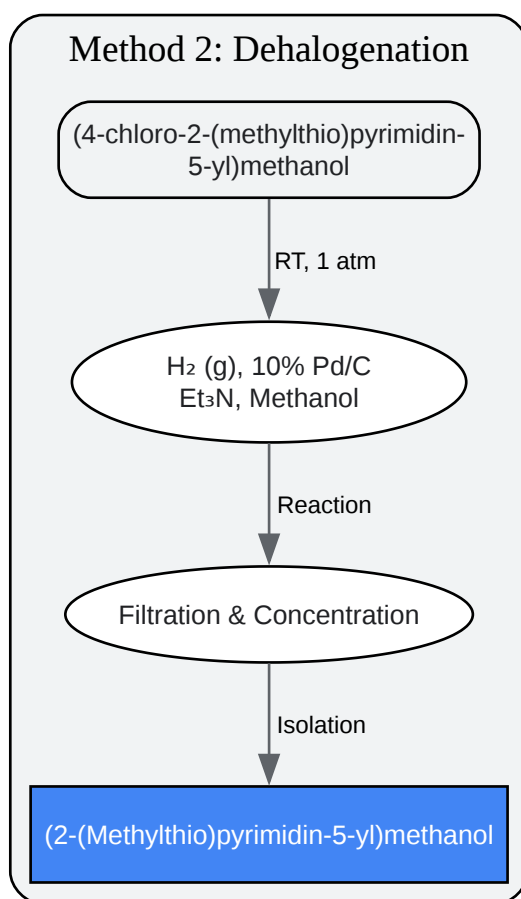 Method 2: Dehalogenation
(4-chloro-2-(methylthio)pyrimidin-
5-yl)methanol
RT, 1 atm
H₂ (g), 10% Pd/C
Et₃N, Methanol
Reaction
Filtration & Concentration
Isolation
(2-(Methylthio)pyrimidin-5-yl)methanol